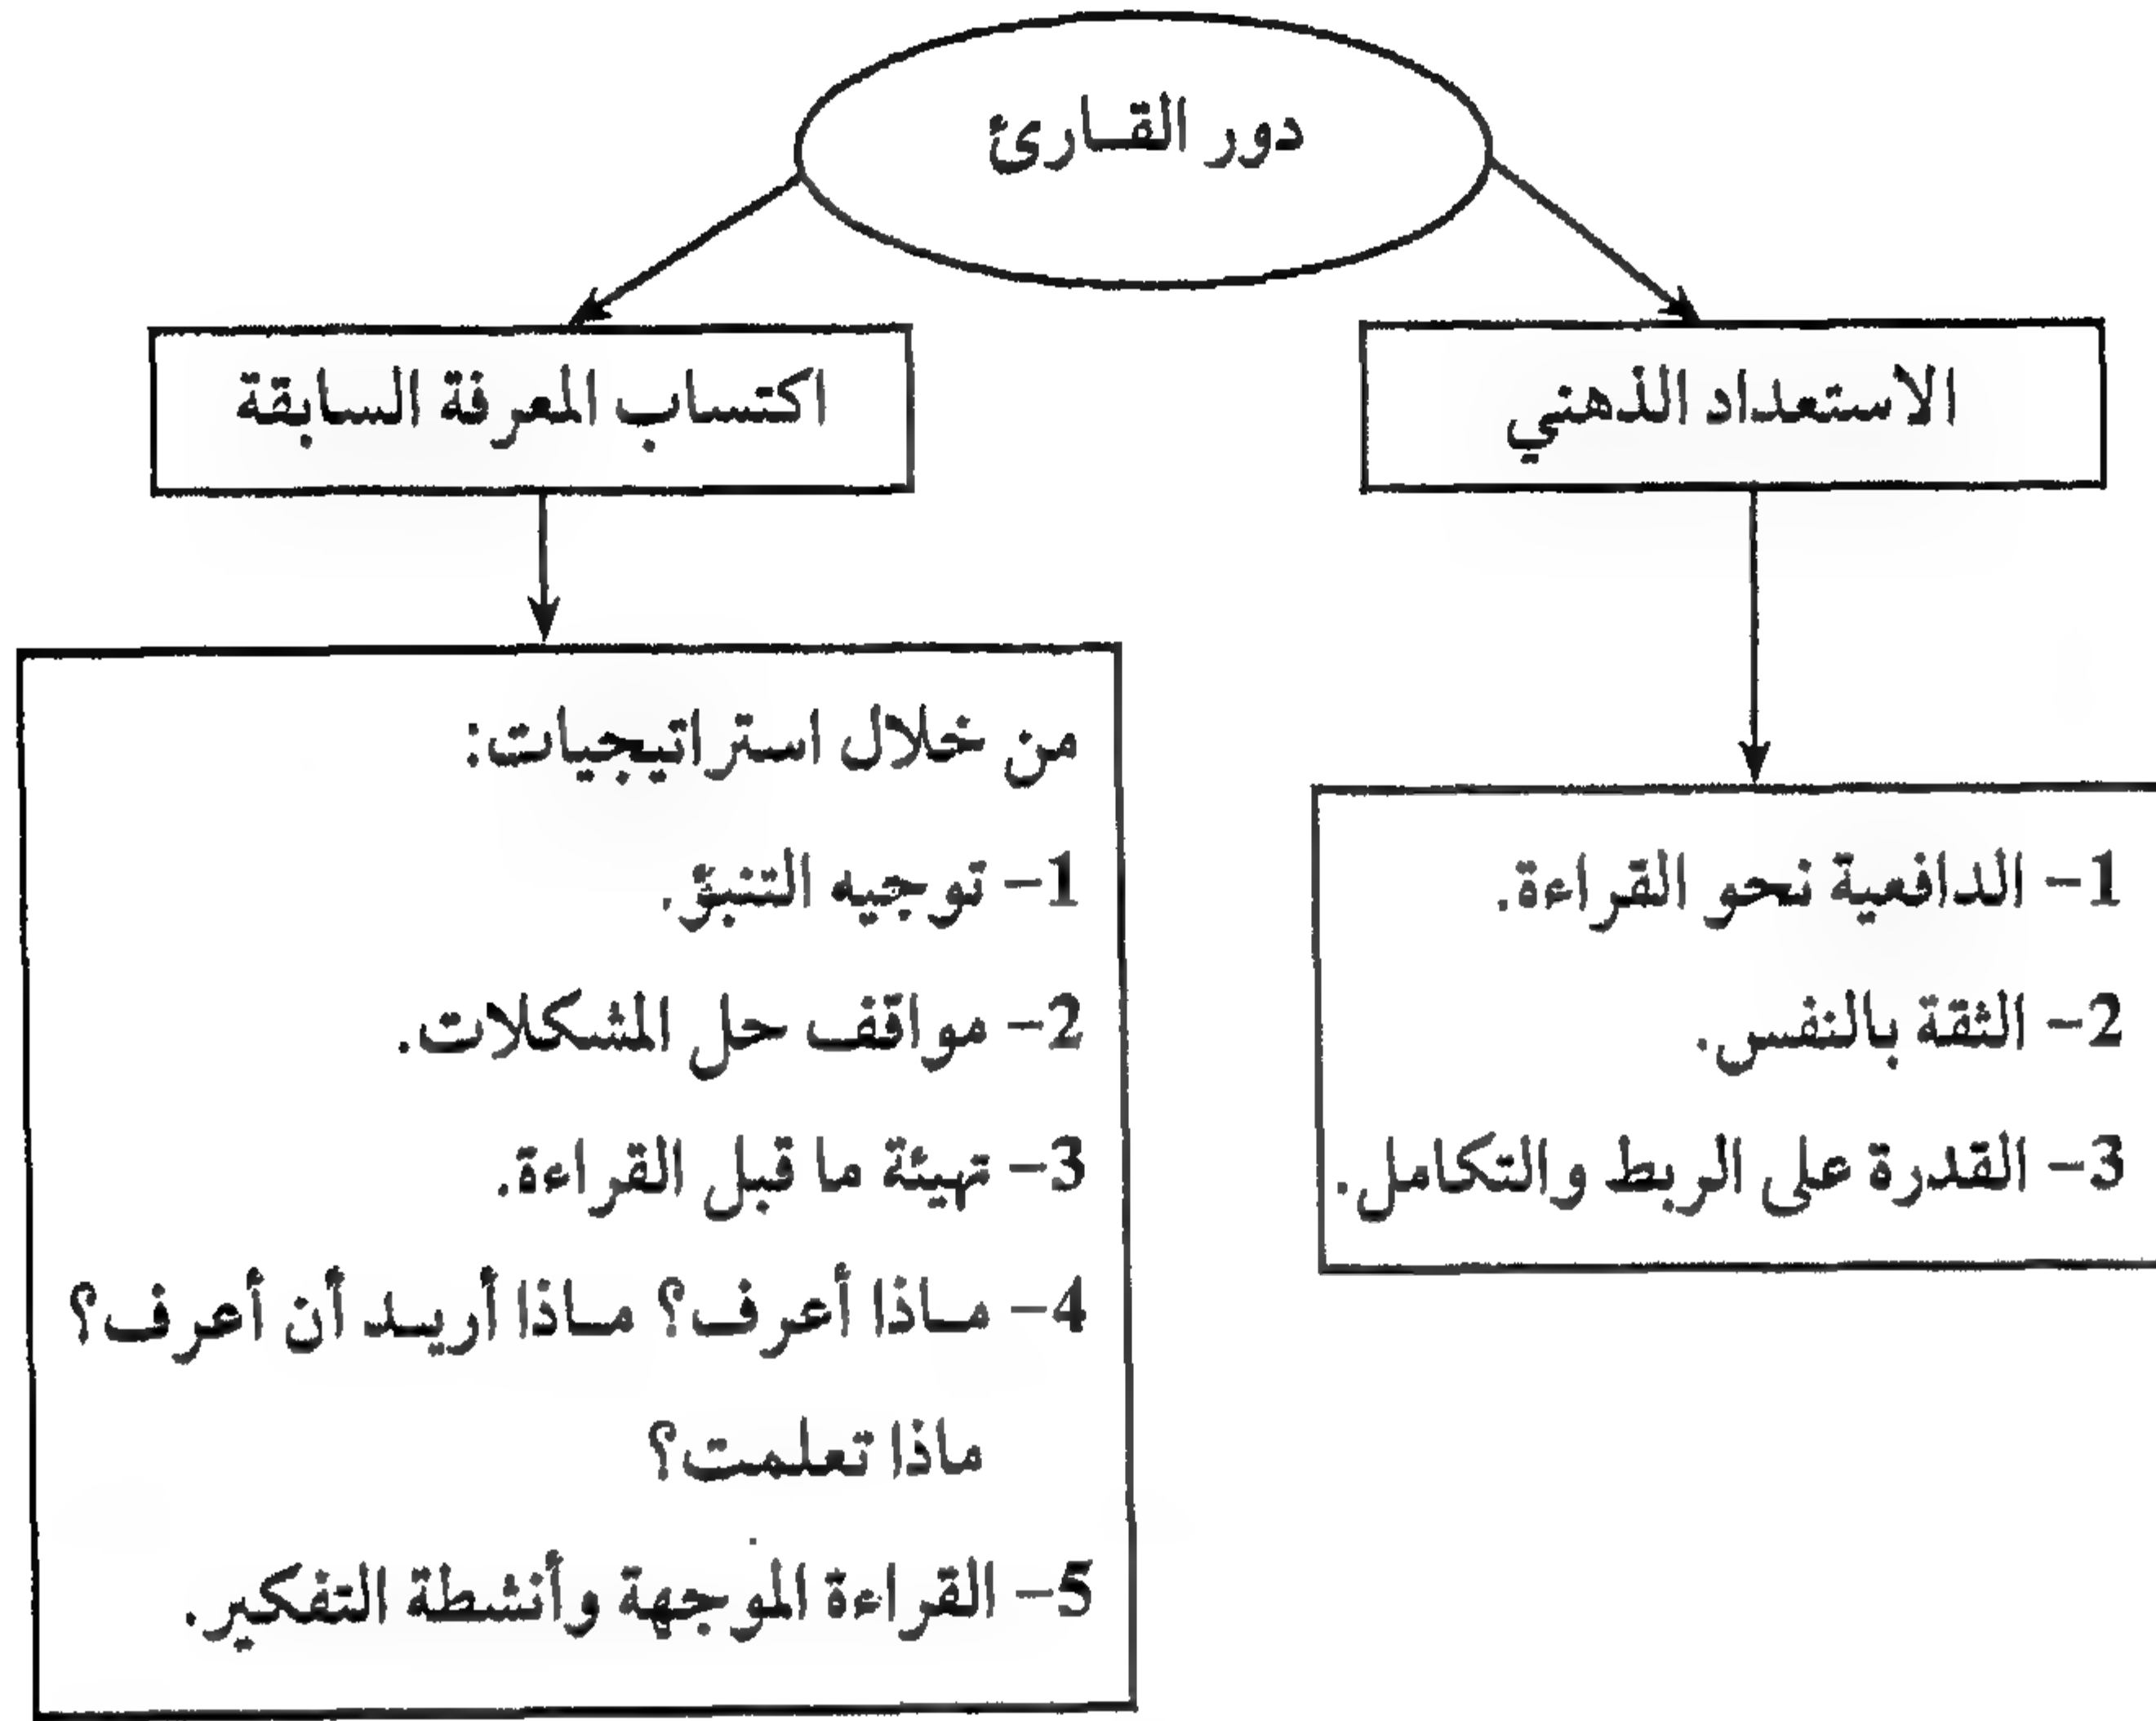 دور القارئ
الاستعداد الذهني
اكتساب المعرفة السابقة
1- الدافعية نحو القراءة.
2- الثقة بالنفس.
3- القدرة على الربط والتكامل.
من خلال استراتيجيات:
1- توجيه التنبؤ.
2- مواقف حل المشكلات.
3- تهيئة ما قبل القراءة.
4- ماذا أعرف؟ ماذا أريد أن أعرف؟
ماذا تعلمت؟
5- القراءة الموجهة وأنشطة التفكير.